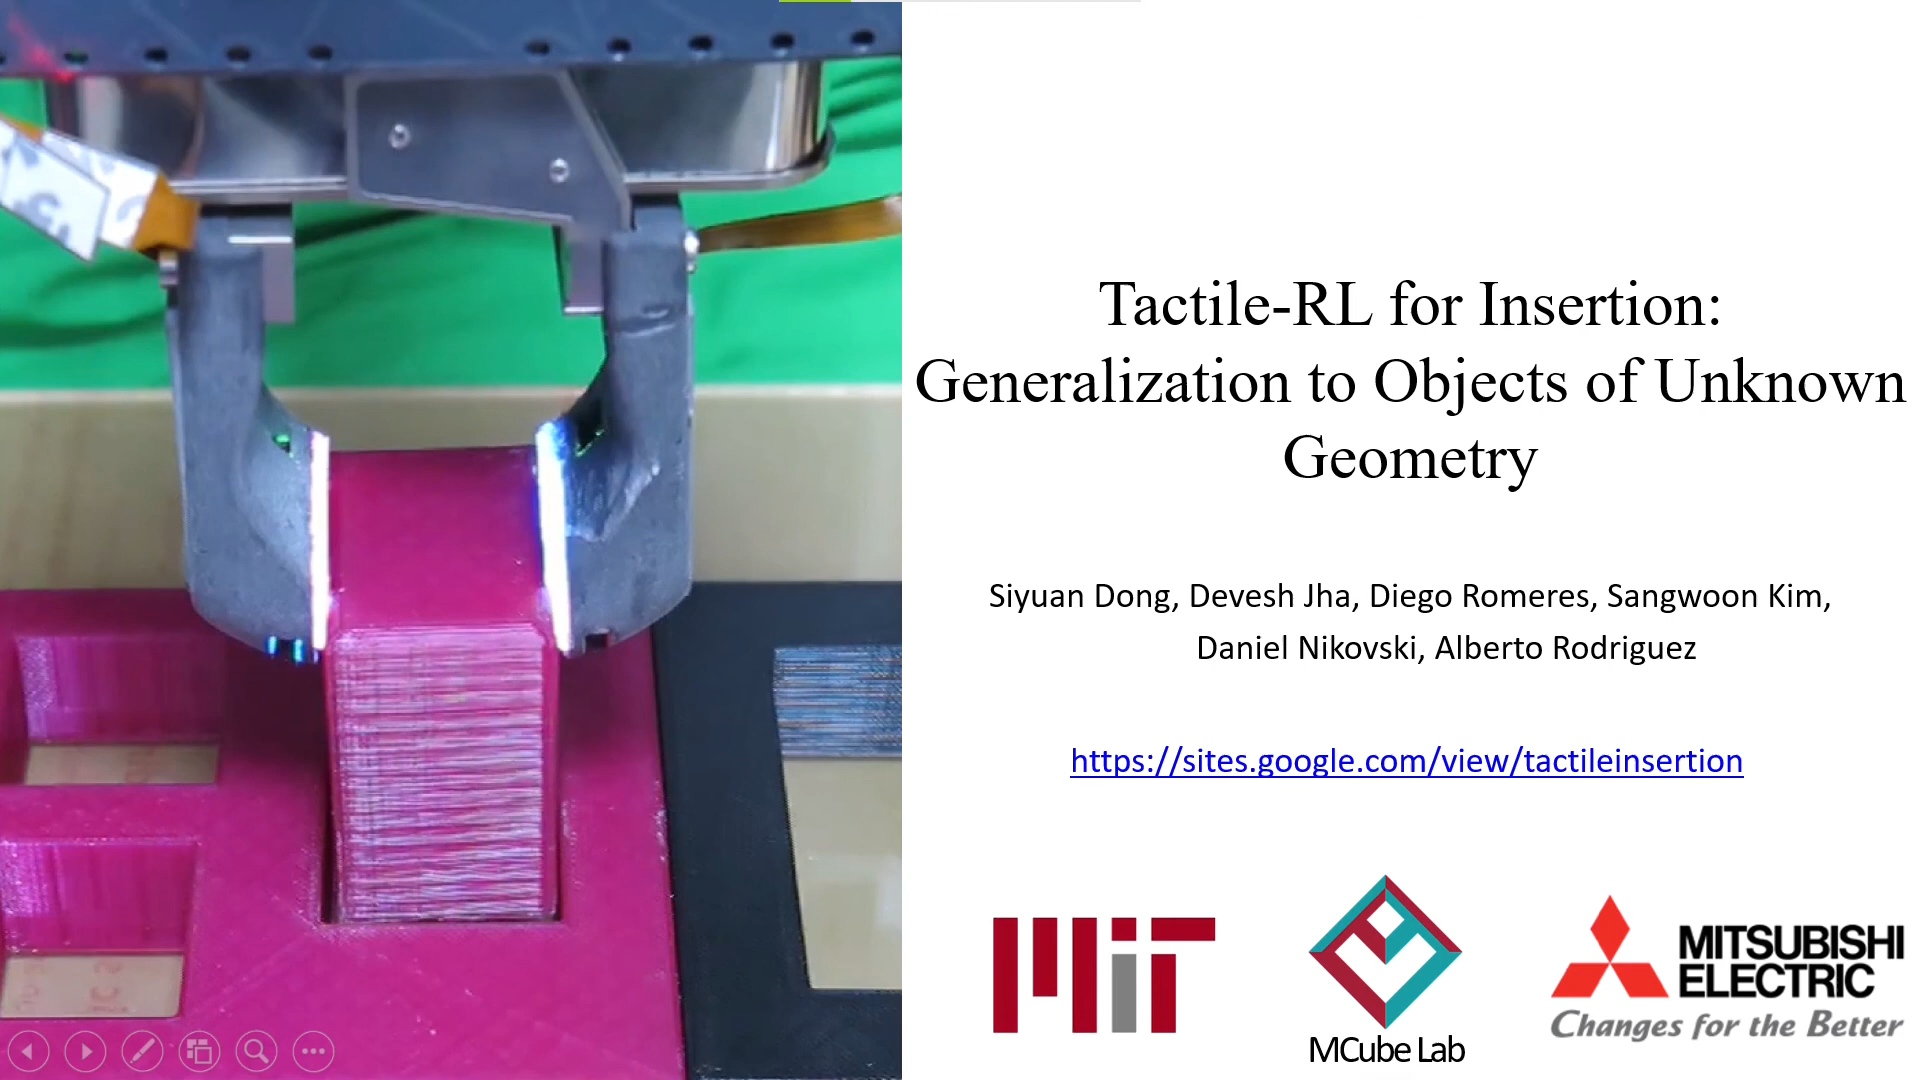 Tactile-RL for Insertion:
Generalization to Objects of Unknown
Geometry
Siyuan Dong, Devesh Jha, Diego Romeres, Sangwoon Kim,
Daniel Nikovski, Alberto Rodriguez
https://sites.google.com/view/tactileinsertion
MIT
MCube Lab
MITSUBISHI
ELECTRIC
Changes for the Better